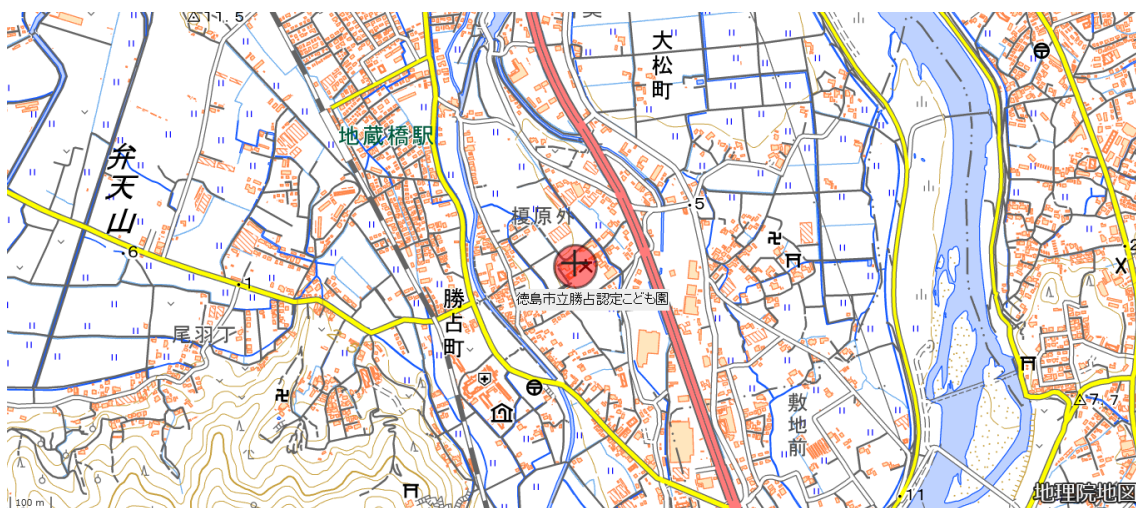 11.5
大松町
地蔵橋駅
弁天山
榎原外
.5
.6
.1
徳島市立勝占認定こども園
勝占町
尾羽丁
敷地前
7.7
.11
100 m
地理院地図